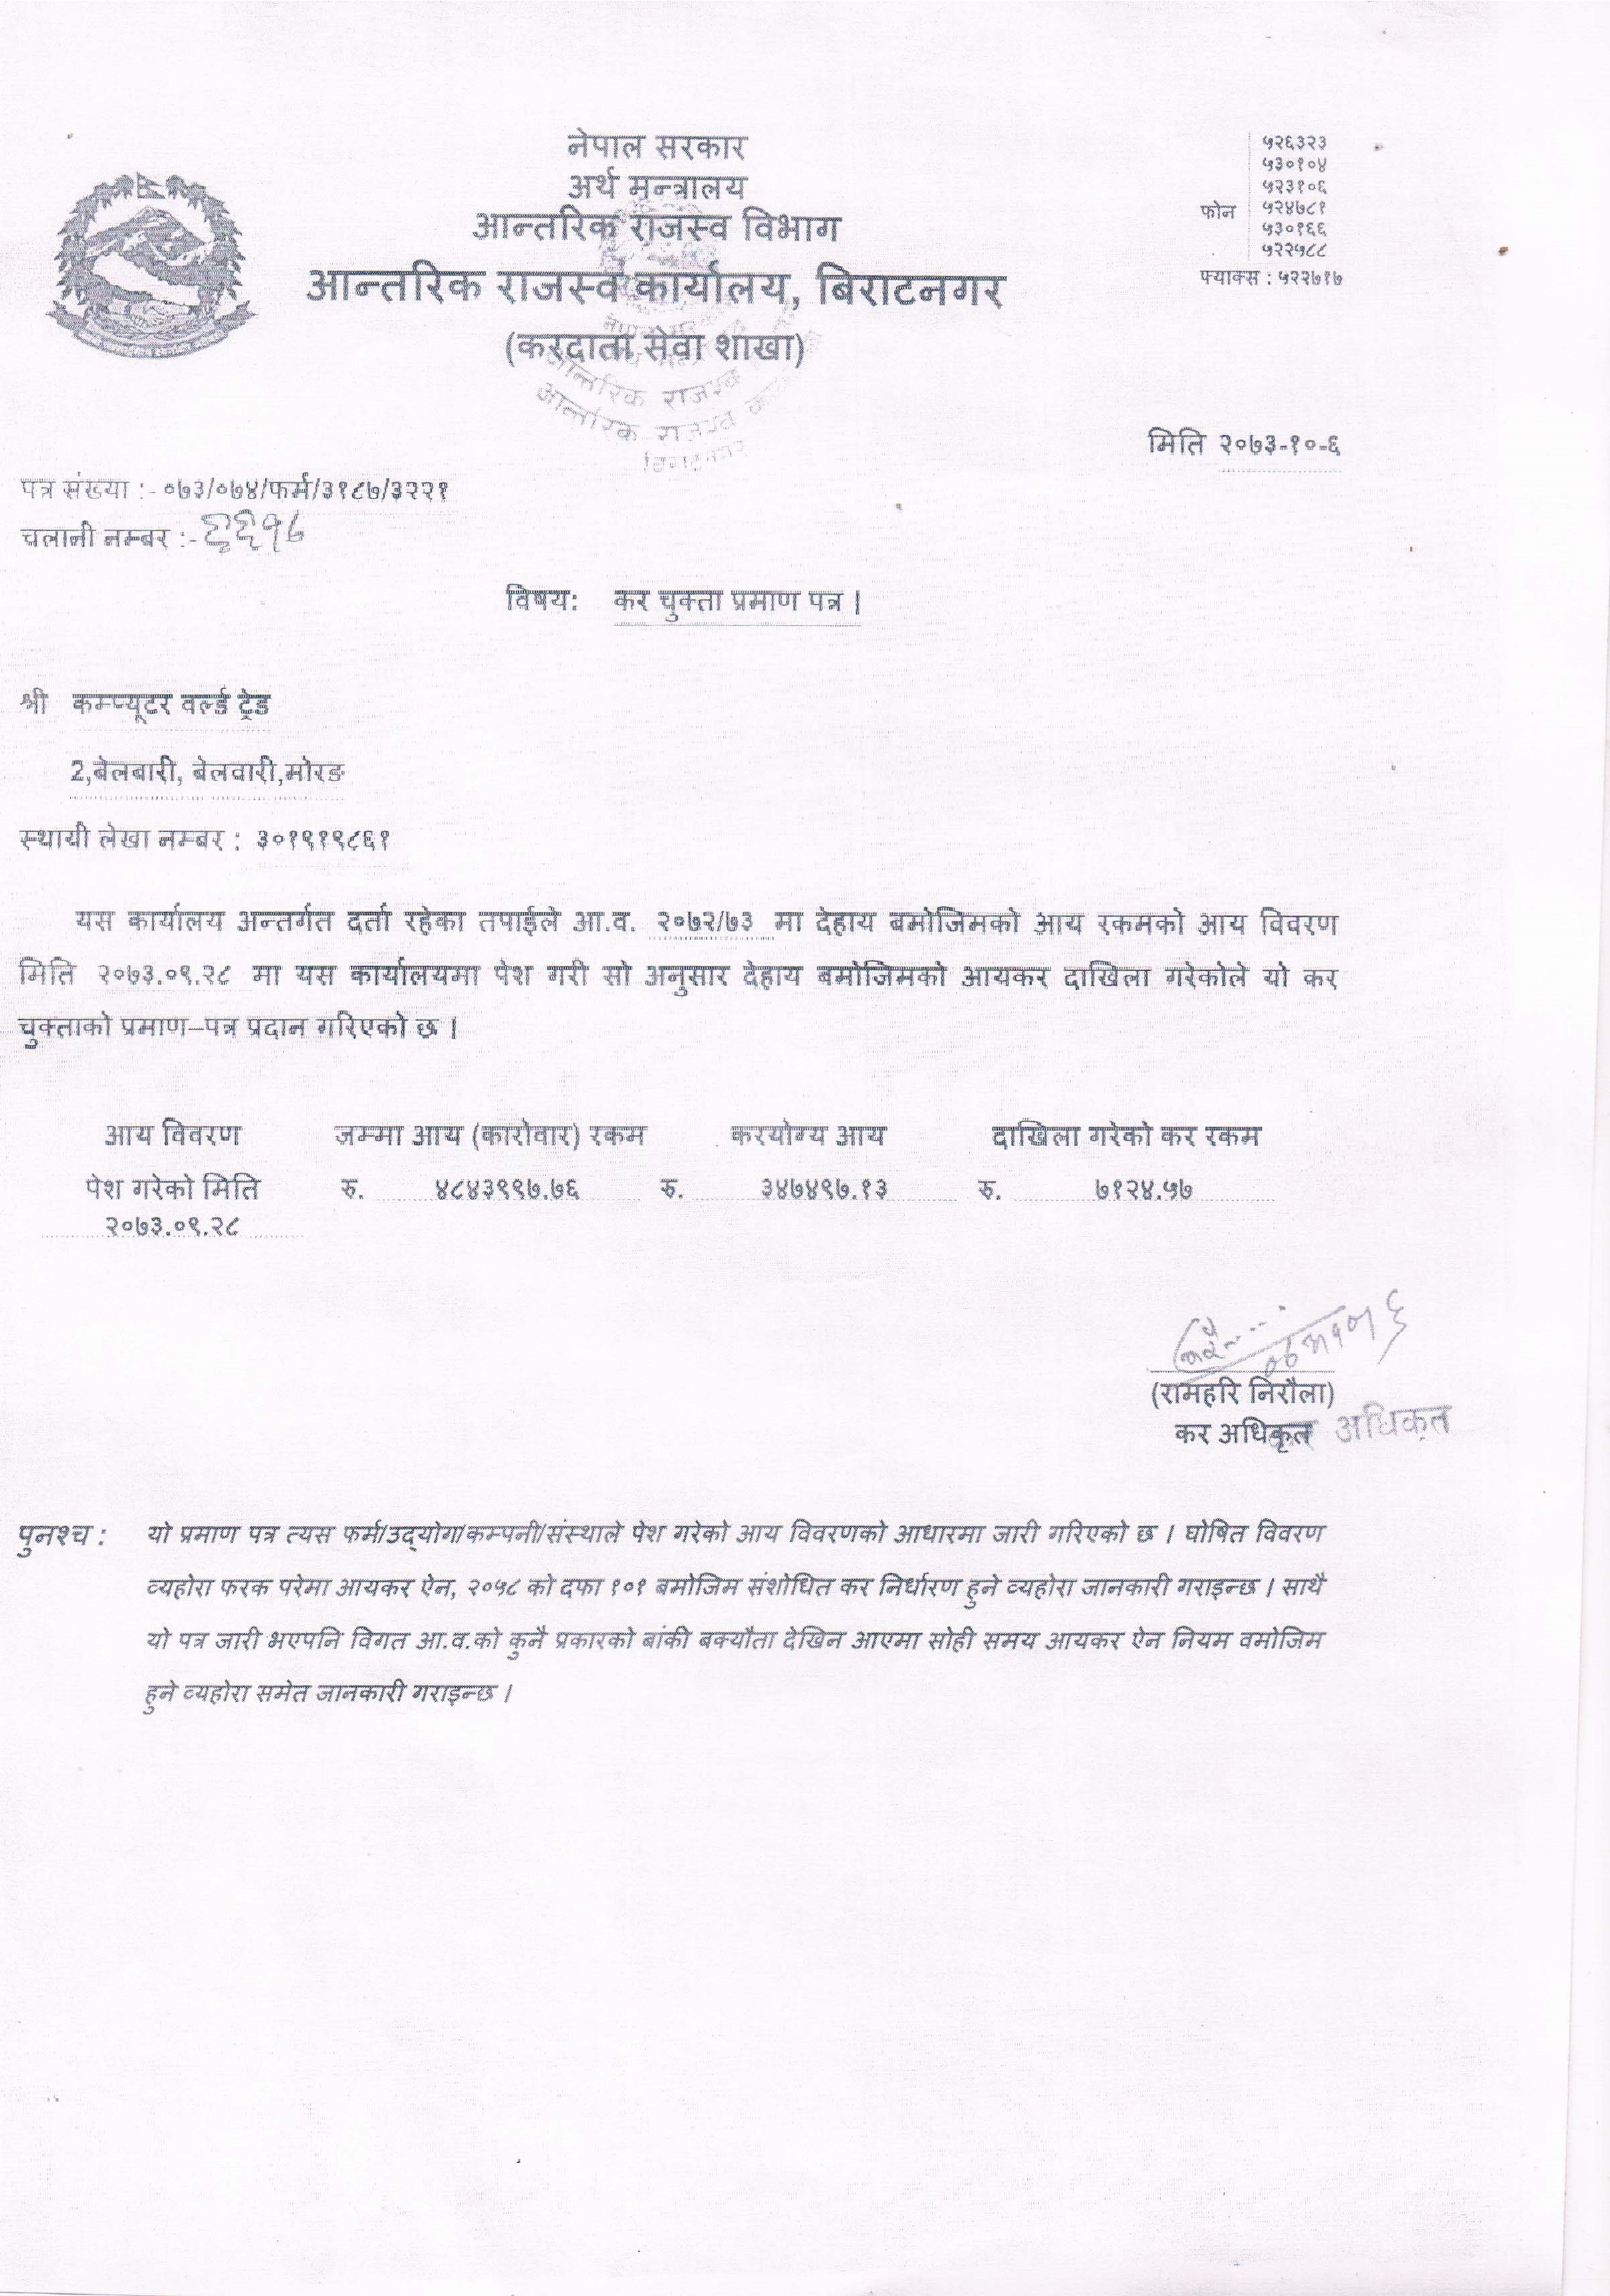 नेपाल सरकार
अर्थ मन्त्रालय
आन्तरिक राजस्व विभाग
आन्तरिक राजस्व कार्यालय, बिराटनगर
(करदाता सेवा शाखा)
फोन
५२६३२३
५३०१०४
५२३१०६
५२४७८१
५३०१६६
५२२५८८
फ्याक्स : ५२२७१७
आन्तरिक राजश्व
आन्तरिक राजश्व
बिराटनगर
मिति २०७३-१०-६
पत्र संख्या :- ०७३/०७४/फर्म/३१८७/३२२१
चलानी नम्बर :-
विषय: कर चुक्ता प्रमाण पत्र ।
श्री कम्प्यूटर वर्ल्ड ट्रेड
2,बेलबारी, बेलवारी,मोरङ
स्थायी लेखा नम्बर : ३०१९१९८६१
यस कार्यालय अन्तर्गत दर्ता रहेका तपाईले आ.व. २०७२/७३ मा देहाय बमोजिमको आय रकमको आय विवरण
मिति २०७३.०९.२८ मा यस कार्यालयमा पेश गरी सो अनुसार देहाय बमोजिमको आयकर दाखिला गरेकोले यो कर
चुक्ताको प्रमाण–पत्र प्रदान गरिएको छ ।
आय विवरण जम्मा आय (कारोवार) रकम करयोग्य आय दाखिला गरेको कर रकम
पेश गरेको मिति रु. ४८४३९९७.७६ रु. ३४७४९७.१३ रु. ७१२४.५७
२०७३.०९.२८
(रामहरि निरौला)
कर अधिकृत अधिकृत
पुनश्च : यो प्रमाण पत्र त्यस फर्म/उद्योग/कम्पनी/संस्थाले पेश गरेको आय विवरणको आधारमा जारी गरिएको छ । घोषित विवरण
व्यहोरा फरक परेमा आयकर ऐन, २०५८ को दफा १०१ बमोजिम संशोधित कर निर्धारण हुने व्यहोरा जानकारी गराइन्छ । साथै
यो पत्र जारी भएपनि विगत आ.व.को कुनै प्रकारको बांकी बक्यौता देखिन आएमा सोही समय आयकर ऐन नियम वमोजिम
हुने व्यहोरा समेत जानकारी गराइन्छ ।